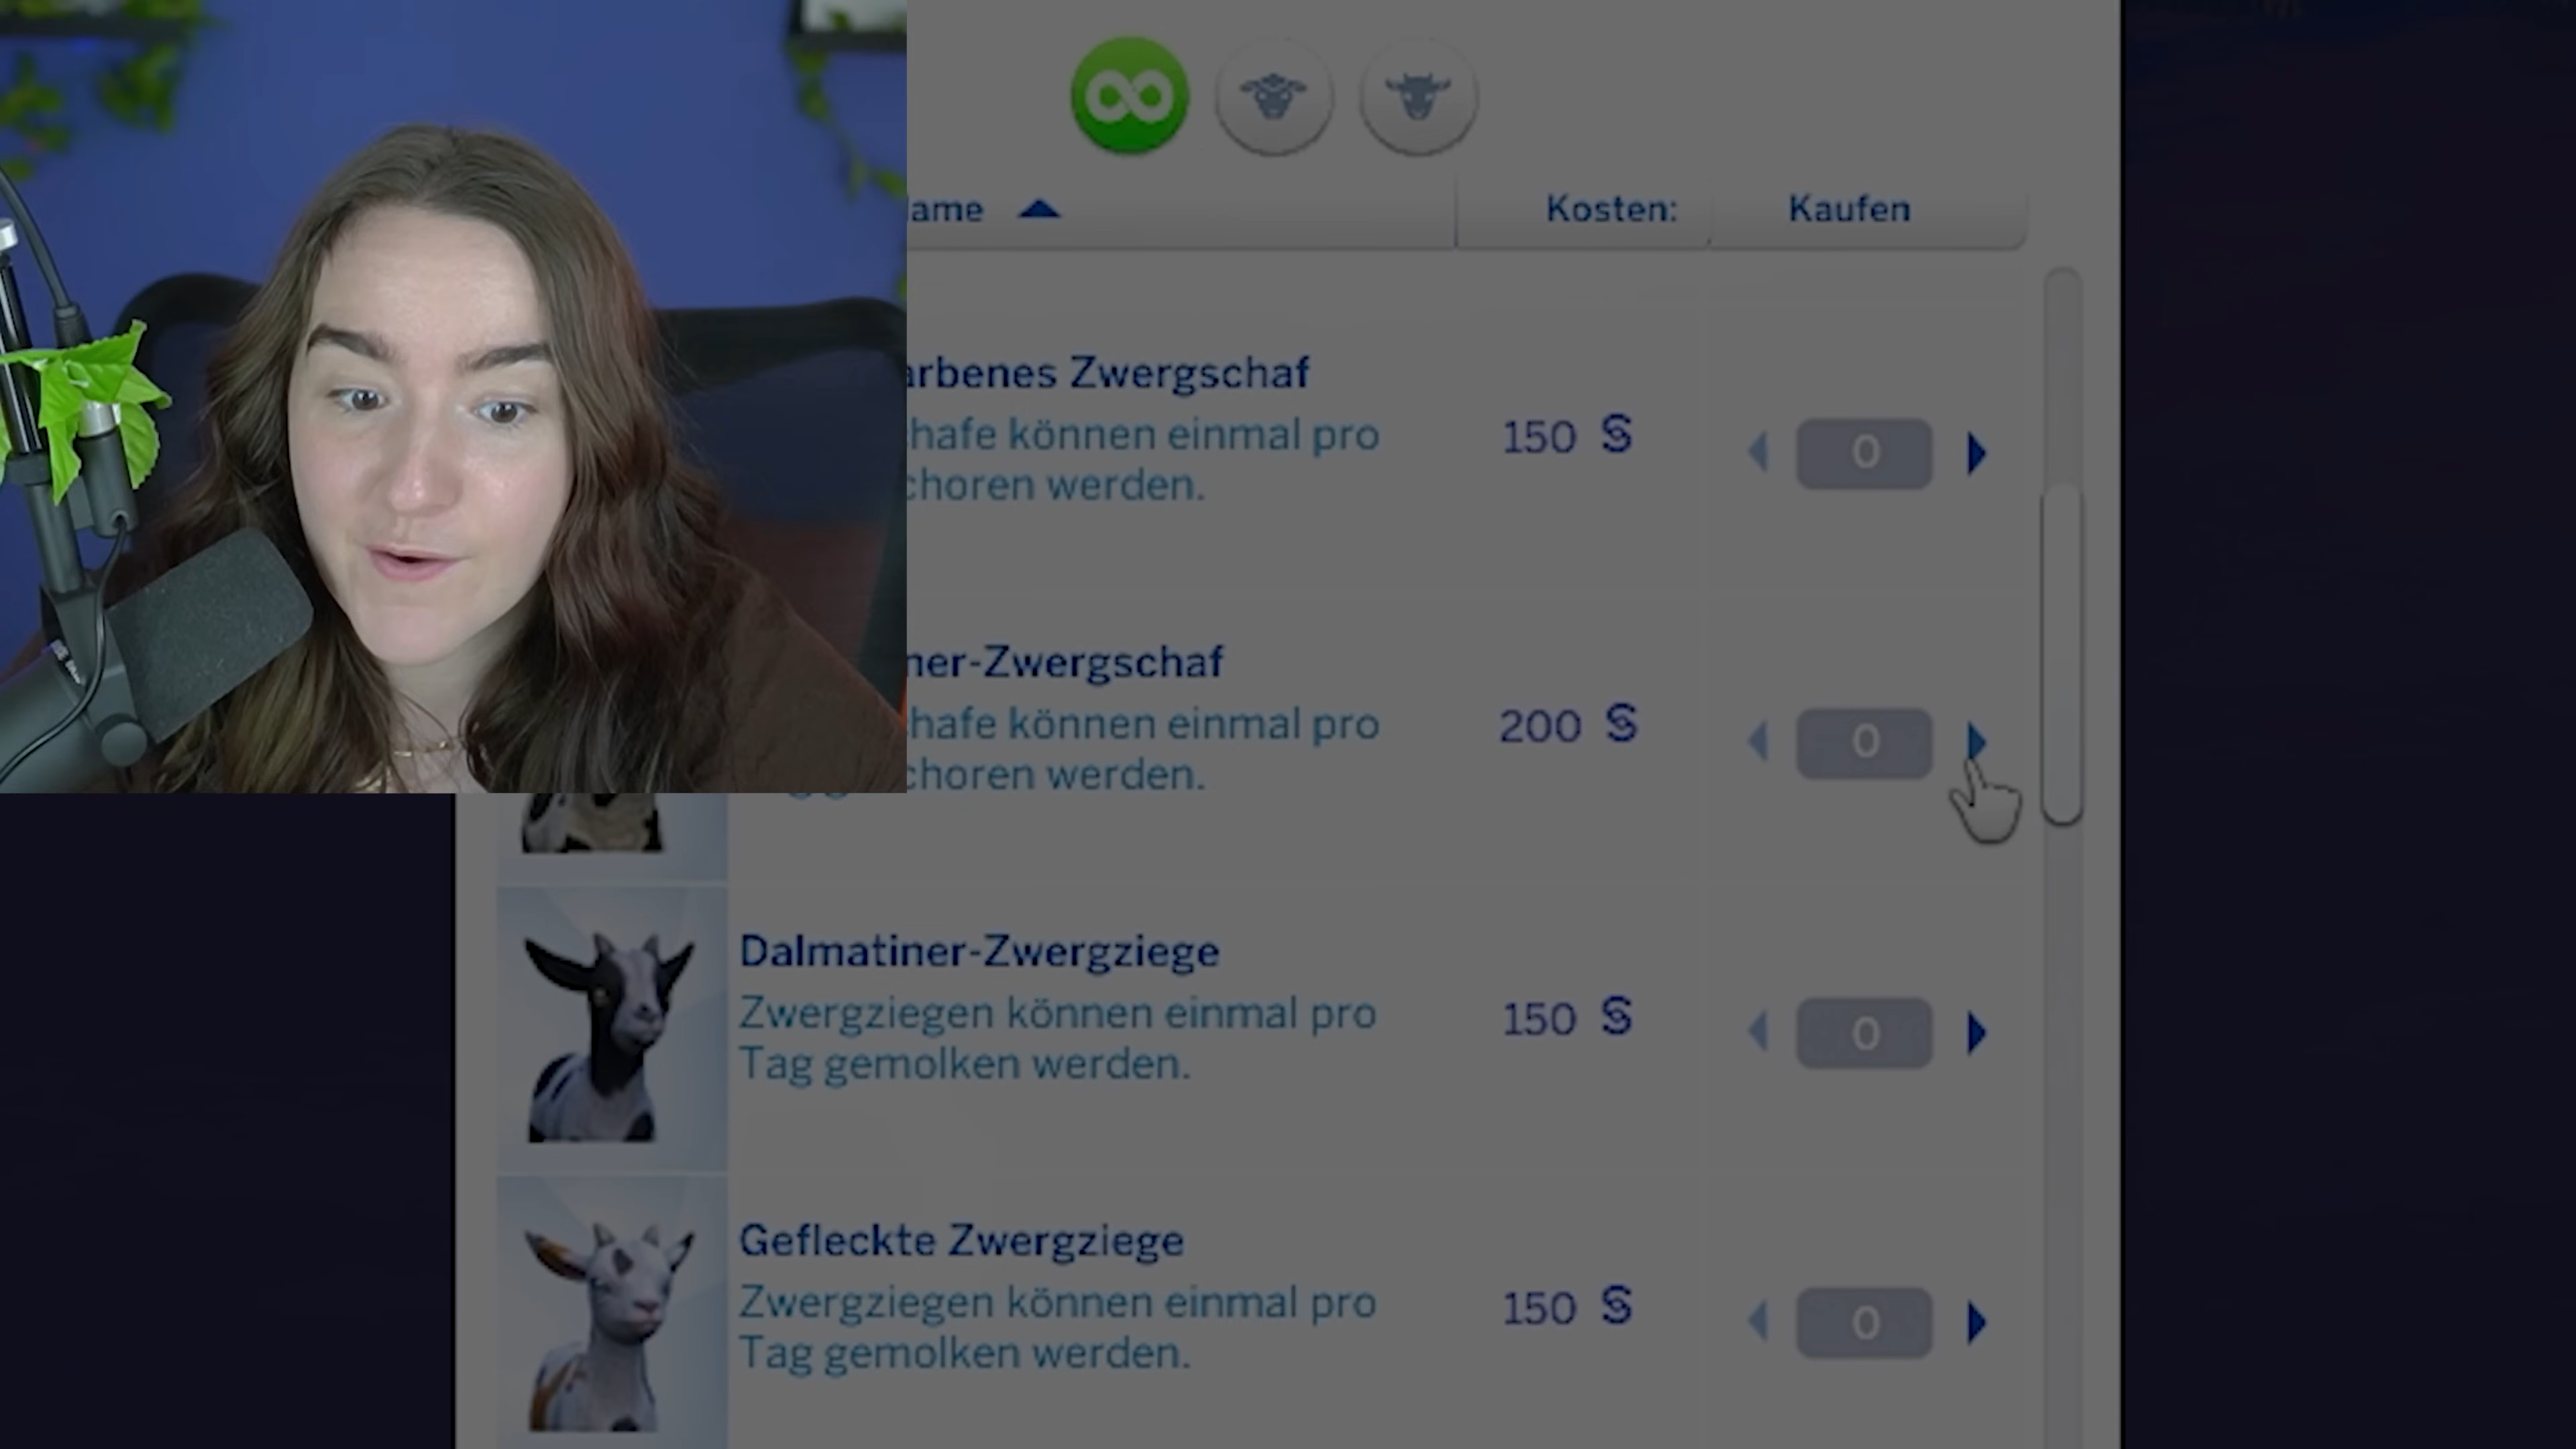 ame
Kosten:
Kaufen
arbenes Zwergschaf
hafe können einmal pro
choren werden.
150
0
ner-Zwergschaf
hafe können einmal pro
choren werden.
200
0
Dalmatiner-Zwergziege
Zwergziegen können einmal pro
Tag gemolken werden.
150
0
Gefleckte Zwergziege
Zwergziegen können einmal pro
Tag gemolken werden.
150
0